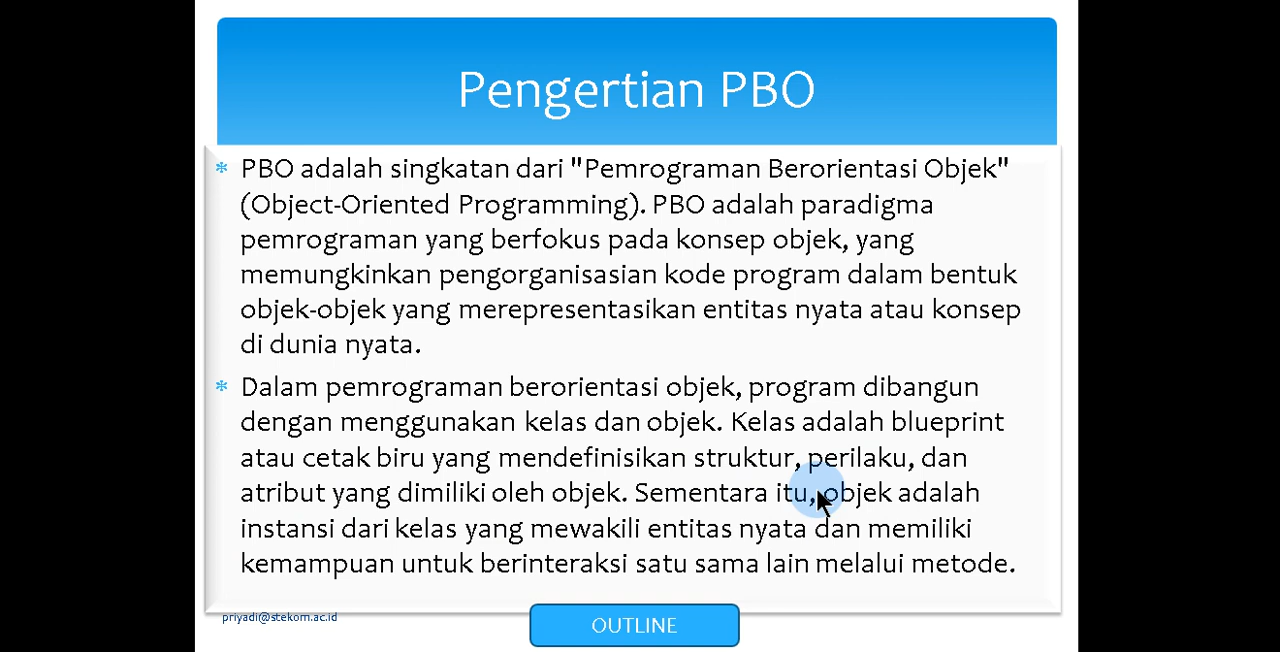 Pengertian PBO
* PBO adalah singkatan dari "Pemrograman Berorientasi Objek"
(Object-Oriented Programming). PBO adalah paradigma
pemrograman yang berfokus pada konsep objek, yang
memungkinkan pengorganisasian kode program dalam bentuk
objek-objek yang merepresentasikan entitas nyata atau konsep
di dunia nyata.
* Dalam pemrograman berorientasi objek, program dibangun
dengan menggunakan kelas dan objek. Kelas adalah blueprint
atau cetak biru yang mendefinisikan struktur, perilaku, dan
atribut yang dimiliki oleh objek. Sementara itu, objek adalah
instansi dari kelas yang mewakili entitas nyata dan memiliki
kemampuan untuk berinteraksi satu sama lain melalui metode.
priyadi@stekom.ac.id
OUTLINE